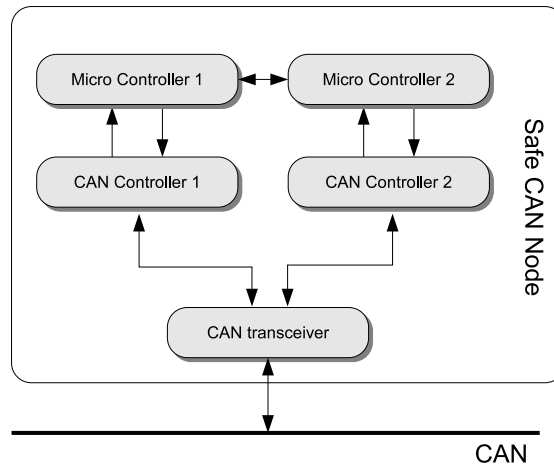 Micro Controller 1
Micro Controller 2
CAN Controller 1
CAN Controller 2
Safe CAN Node
CAN transceiver
CAN